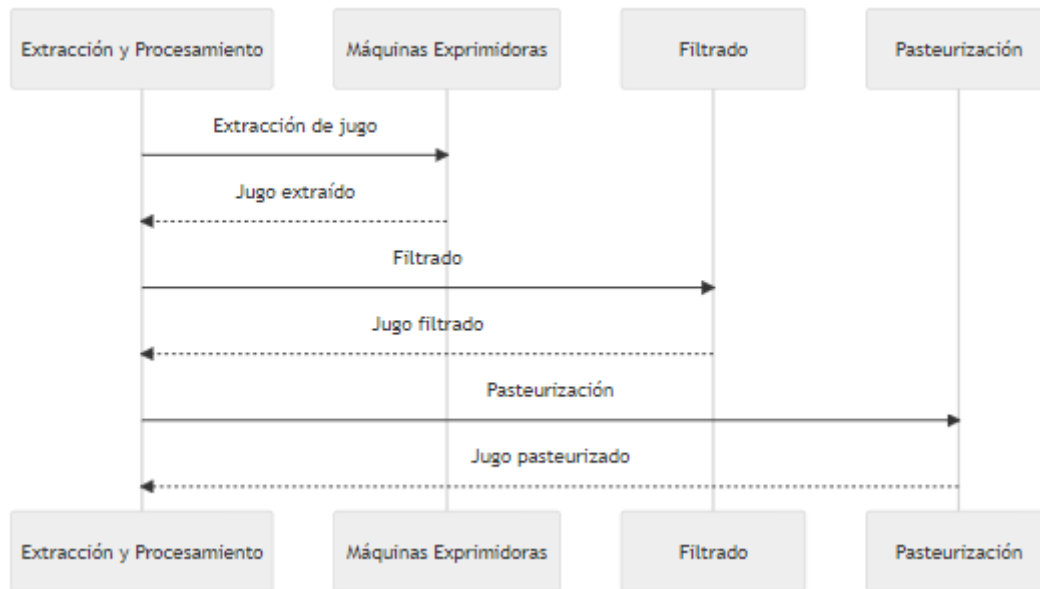 Extracción y Procesamiento
Máquinas Exprimidoras
Filtrado
Pasteurización
Extracción de jugo
Jugo extraído
Filtrado
Jugo filtrado
Pasteurización
Jugo pasteurizado
Extracción y Procesamiento
Máquinas Exprimidoras
Filtrado
Pasteurización